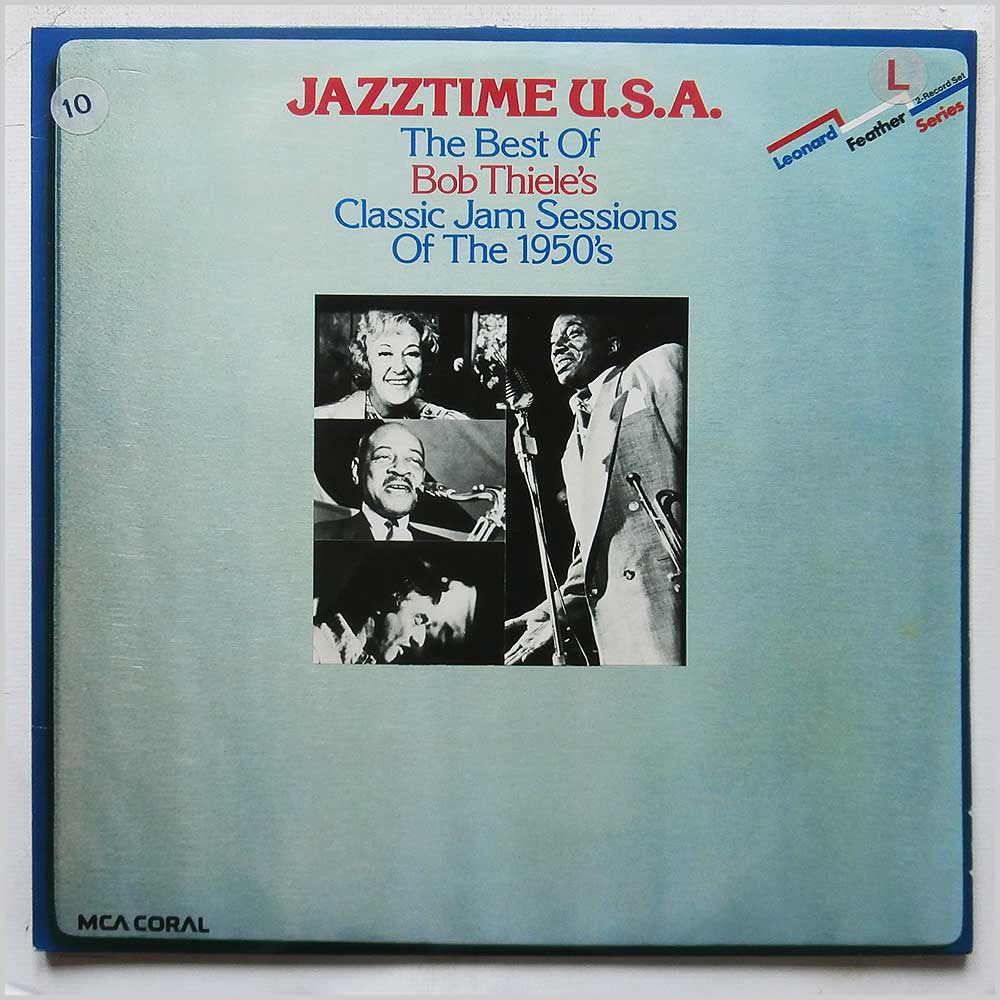 10
JAZZTIME U.S.A.
The Best Of
Bob Thiele's
Classic Jam Sessions
Of The 1950's
L
2-Record Set
Leonard Feather Series
MCA CORAL